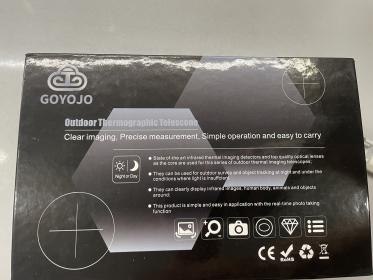 GOYOJO
Outdoor Thermographic Telescope
Clear imaging, Precise measurement, Simple operation and easy to carry
Night or Day
State-of-the-art infrared thermal imaging detectors and top quality optical lenses
as the core are used for this series of outdoor thermal imaging telescopes;
They can be used for outdoor survey and object tracking at night and under the
conditions where light is insufficient;
They can clearly display infrared images, human body, animals and objects
around;
This product is simple and easy in application with the real-time photo taking
function
CE
RoHS